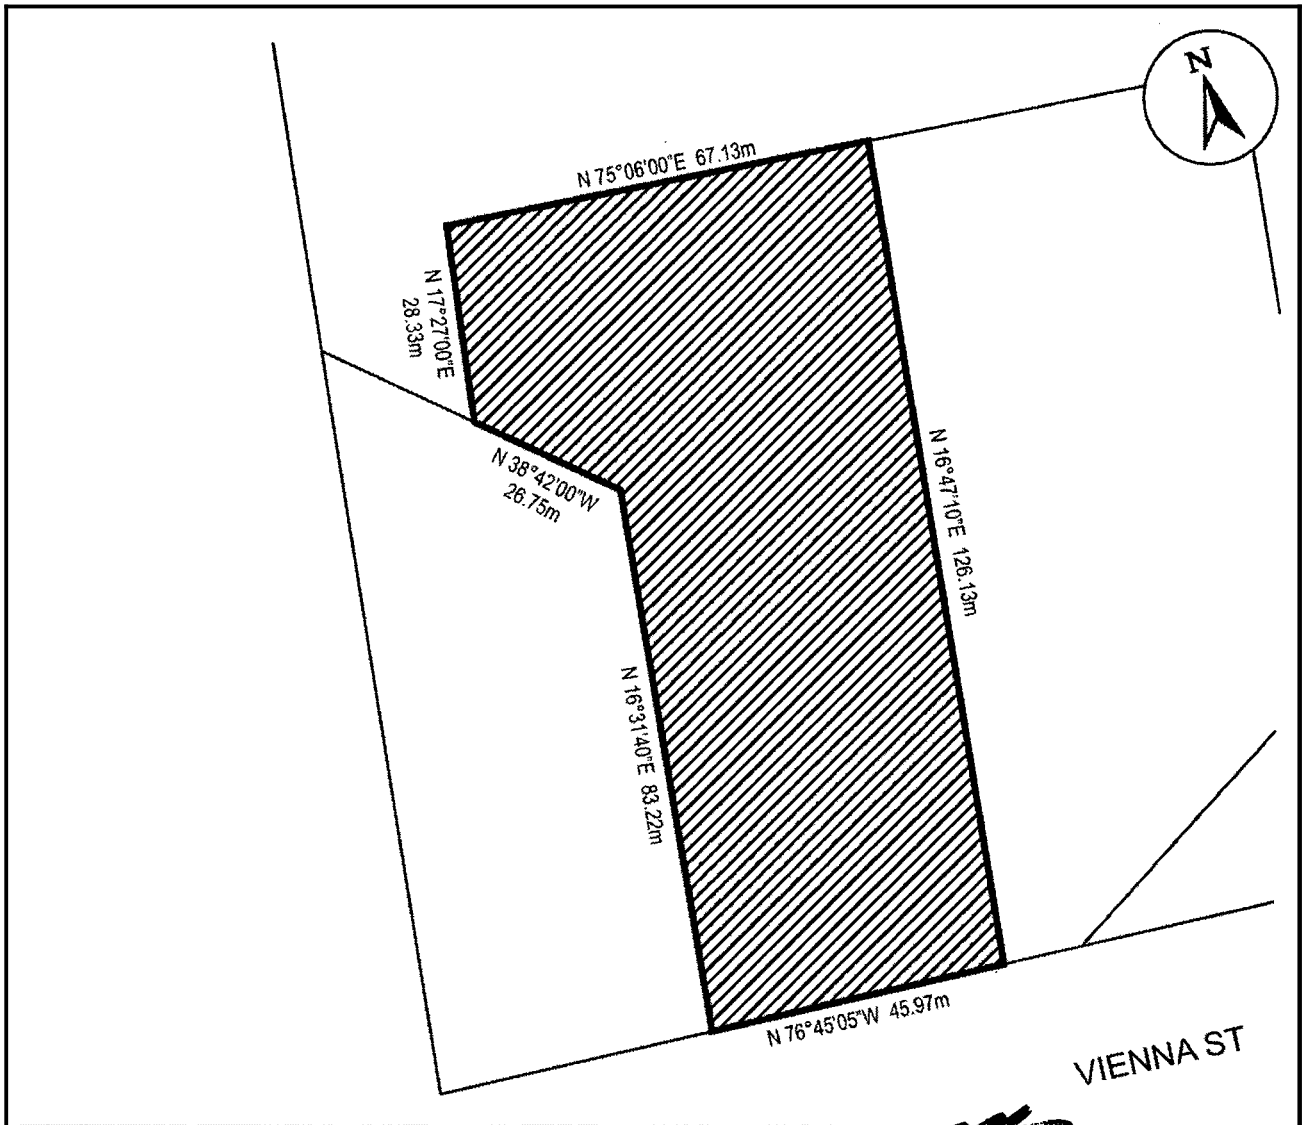 N
N 75°06'00"E 67.13m
N 17°27'00"E
28.33m
N 38°42'00"W
26.75m
N 16°47'10"E 126.13m
N 16°31'40"E 83.22m
N 76°45'05"W 45.97m
VIENNA ST